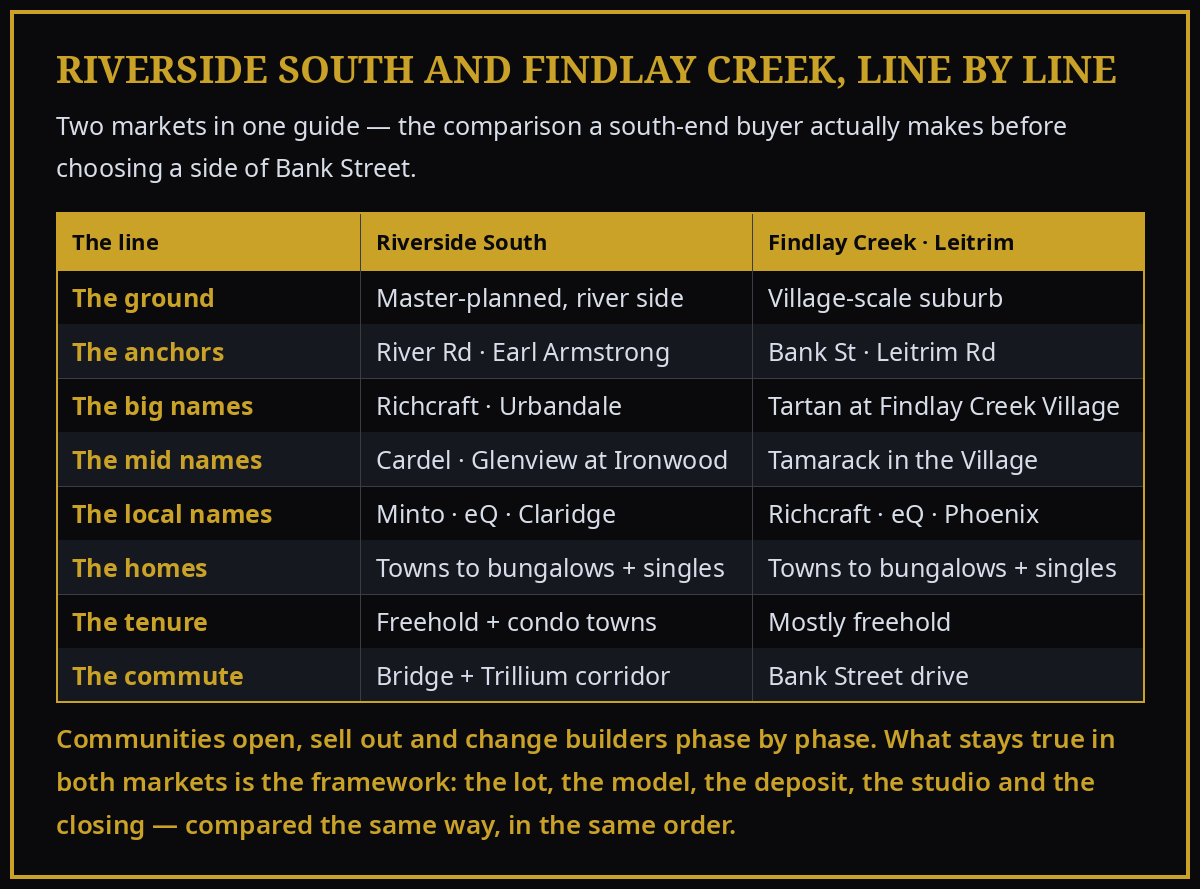 RIVERSIDE SOUTH AND FINDLAY CREEK, LINE BY LINE
Two markets in one guide — the comparison a south-end buyer actually makes before
choosing a side of Bank Street.
The line Riverside South Findlay Creek · Leitrim
The ground Master-planned, river side Village-scale suburb
The anchors River Rd · Earl Armstrong Bank St · Leitrim Rd
The big names Richcraft · Urbandale Tartan at Findlay Creek Village
The mid names Cardel · Glenview at Ironwood Tamarack in the Village
The local names Minto · eQ · Claridge Richcraft · eQ · Phoenix
The homes Towns to bungalows + singles Towns to bungalows + singles
The tenure Freehold + condo towns Mostly freehold
The commute Bridge + Trillium corridor Bank Street drive
Communities open, sell out and change builders phase by phase. What stays true in
both markets is the framework: the lot, the model, the deposit, the studio and the
closing — compared the same way, in the same order.